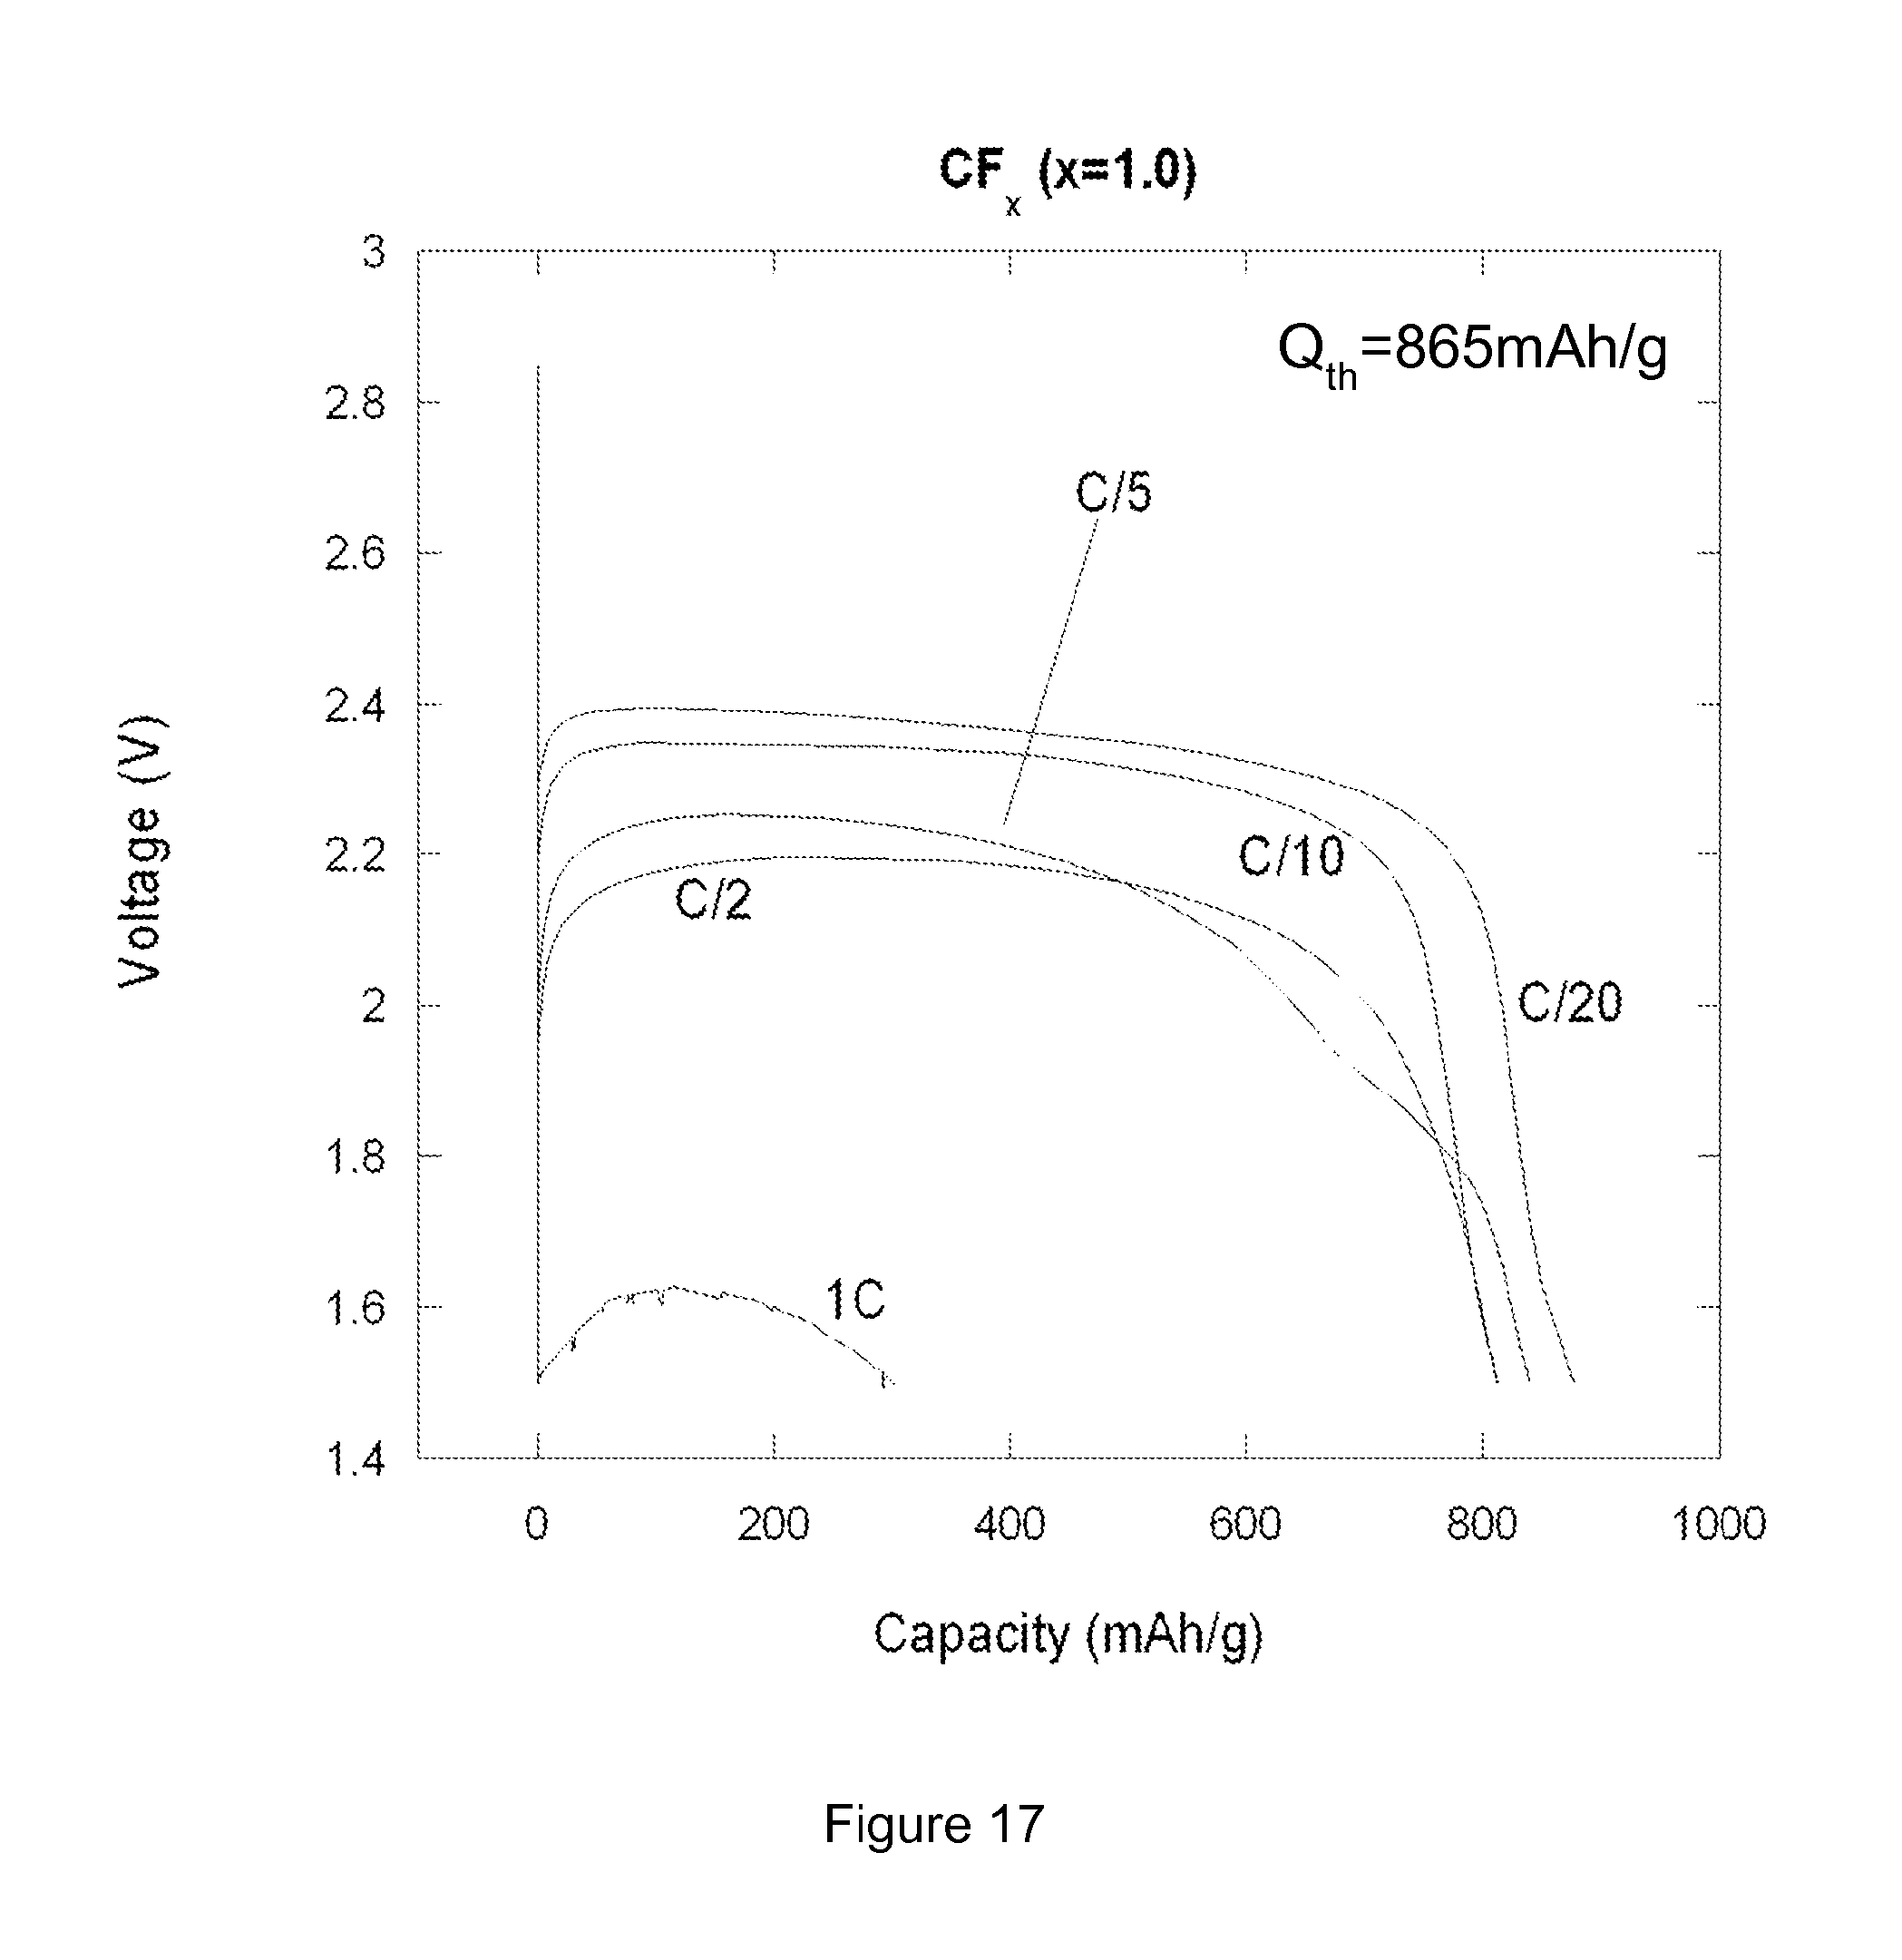 CFx (x=1.0)
Qth=865mAh/g
3
2.8
2.6
2.4
2.2
2
1.8
1.6
1.4
Voltage (V)
C/5
C/10
C/2
C/20
1C
0 200 400 600 800 1000
Capacity (mAh/g)
Figure 17